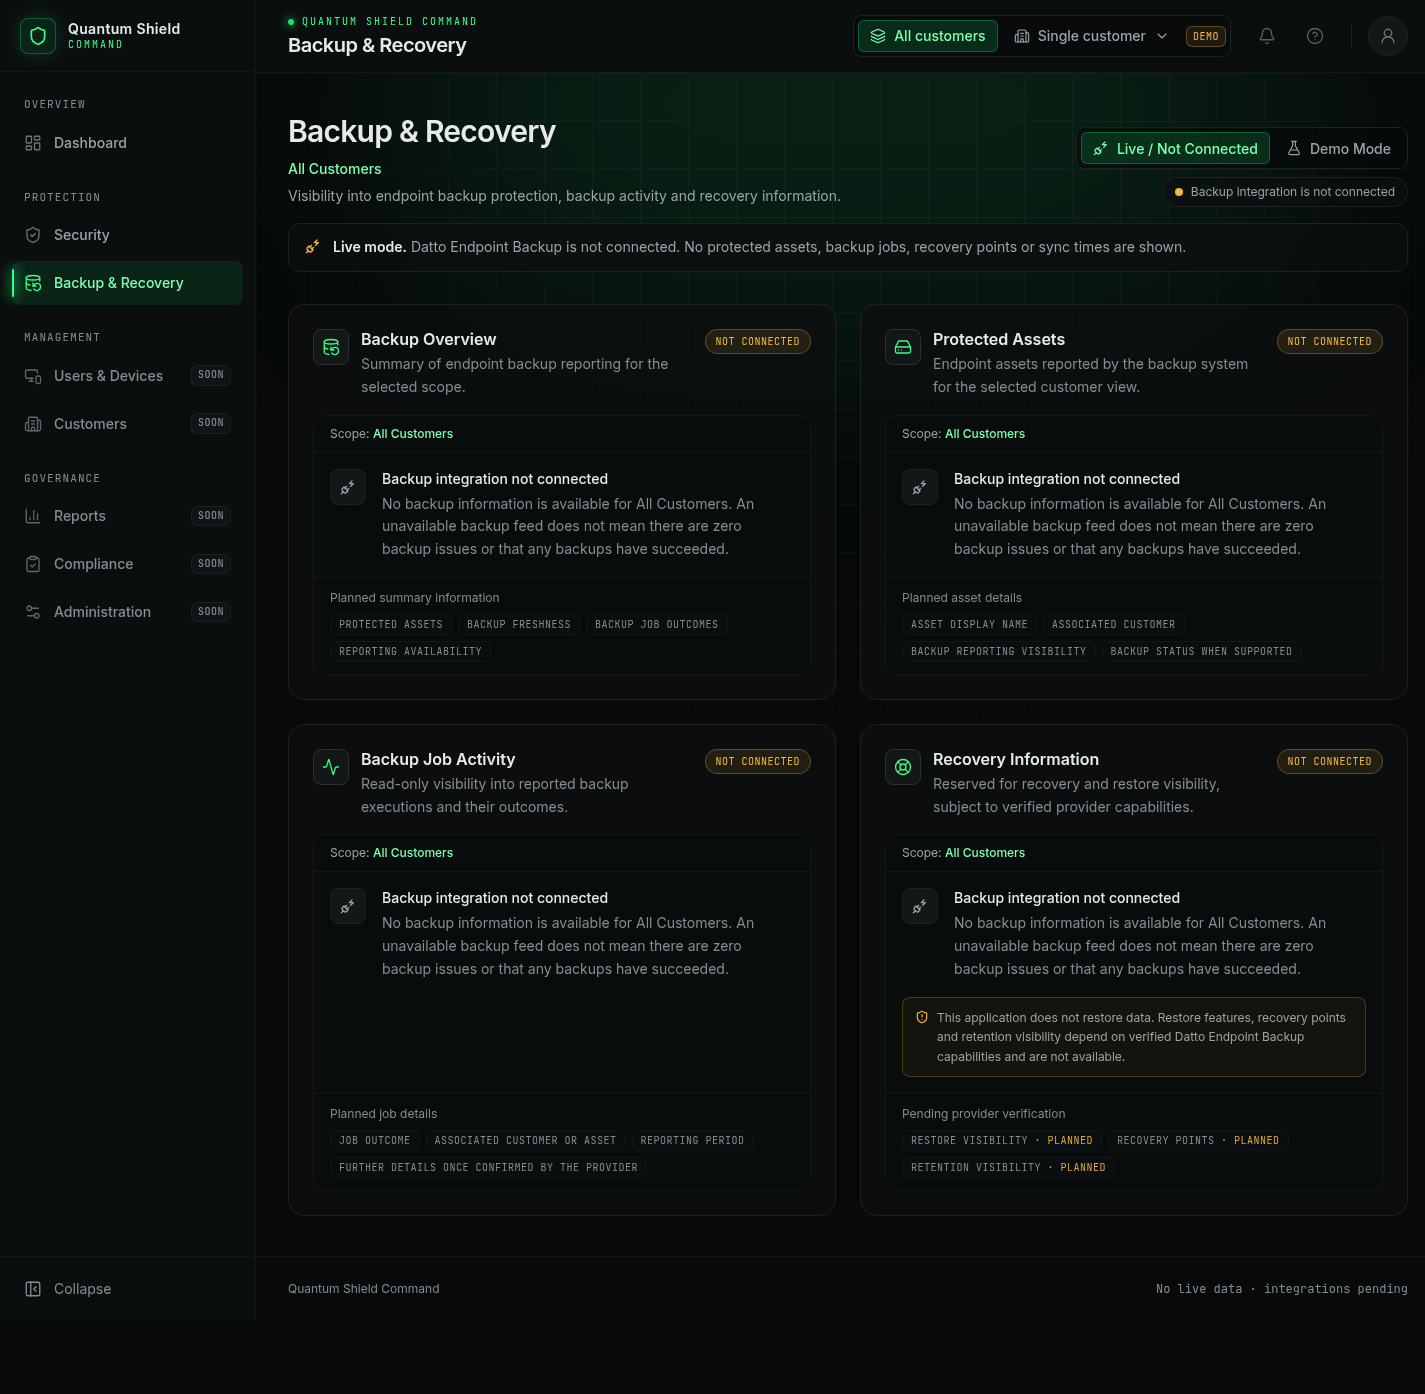 Quantum Shield
COMMAND
OVERVIEW
Dashboard
PROTECTION
Security
Backup & Recovery
MANAGEMENT
Users & Devices SOON
Customers SOON
GOVERNANCE
Reports SOON
Compliance SOON
Administration SOON
Collapse
QUANTUM SHIELD COMMAND
Backup & Recovery
All customers Single customer DEMO
Backup & Recovery
All Customers
Visibility into endpoint backup protection, backup activity and recovery information.
Live / Not Connected Demo Mode
Backup integration is not connected
Live mode. Datto Endpoint Backup is not connected. No protected assets, backup jobs, recovery points or sync times are shown.
Backup Overview NOT CONNECTED
Summary of endpoint backup reporting for the
selected scope.
Scope: All Customers
Backup integration not connected
No backup information is available for All Customers. An
unavailable backup feed does not mean there are zero
backup issues or that any backups have succeeded.
Planned summary information
PROTECTED ASSETS BACKUP FRESHNESS BACKUP JOB OUTCOMES
REPORTING AVAILABILITY
Protected Assets NOT CONNECTED
Endpoint assets reported by the backup system
for the selected customer view.
Scope: All Customers
Backup integration not connected
No backup information is available for All Customers. An
unavailable backup feed does not mean there are zero
backup issues or that any backups have succeeded.
Planned asset details
ASSET DISPLAY NAME ASSOCIATED CUSTOMER
BACKUP REPORTING VISIBILITY BACKUP STATUS WHEN SUPPORTED
Backup Job Activity NOT CONNECTED
Read-only visibility into reported backup
executions and their outcomes.
Scope: All Customers
Backup integration not connected
No backup information is available for All Customers. An
unavailable backup feed does not mean there are zero
backup issues or that any backups have succeeded.
Planned job details
JOB OUTCOME ASSOCIATED CUSTOMER OR ASSET REPORTING PERIOD
FURTHER DETAILS ONCE CONFIRMED BY THE PROVIDER
Recovery Information NOT CONNECTED
Reserved for recovery and restore visibility,
subject to verified provider capabilities.
Scope: All Customers
Backup integration not connected
No backup information is available for All Customers. An
unavailable backup feed does not mean there are zero
backup issues or that any backups have succeeded.
This application does not restore data. Restore features, recovery points
and retention visibility depend on verified Datto Endpoint Backup
capabilities and are not available.
Pending provider verification
RESTORE VISIBILITY · PLANNED RECOVERY POINTS · PLANNED
RETENTION VISIBILITY · PLANNED
Quantum Shield Command
No live data · integrations pending